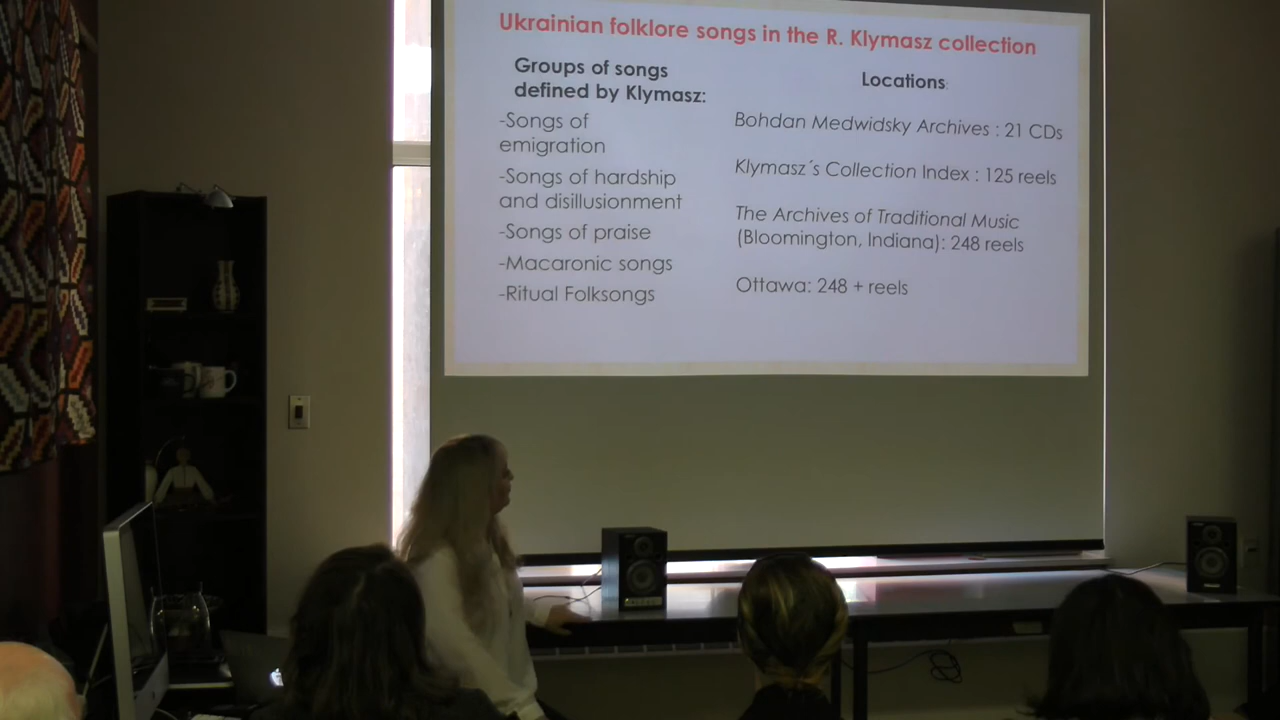 Ukrainian folklore songs in the R. Klymasz collection
Groups of songs
defined by Klymasz:
-Songs of
emigration
-Songs of hardship
and disillusionment
-Songs of praise
-Macaronic songs
-Ritual Folksongs
Locations:
Bohdan Medwidsky Archives : 21 CDs
Klymasz´s Collection Index : 125 reels
The Archives of Traditional Music
(Bloomington, Indiana): 248 reels
Ottawa: 248 + reels